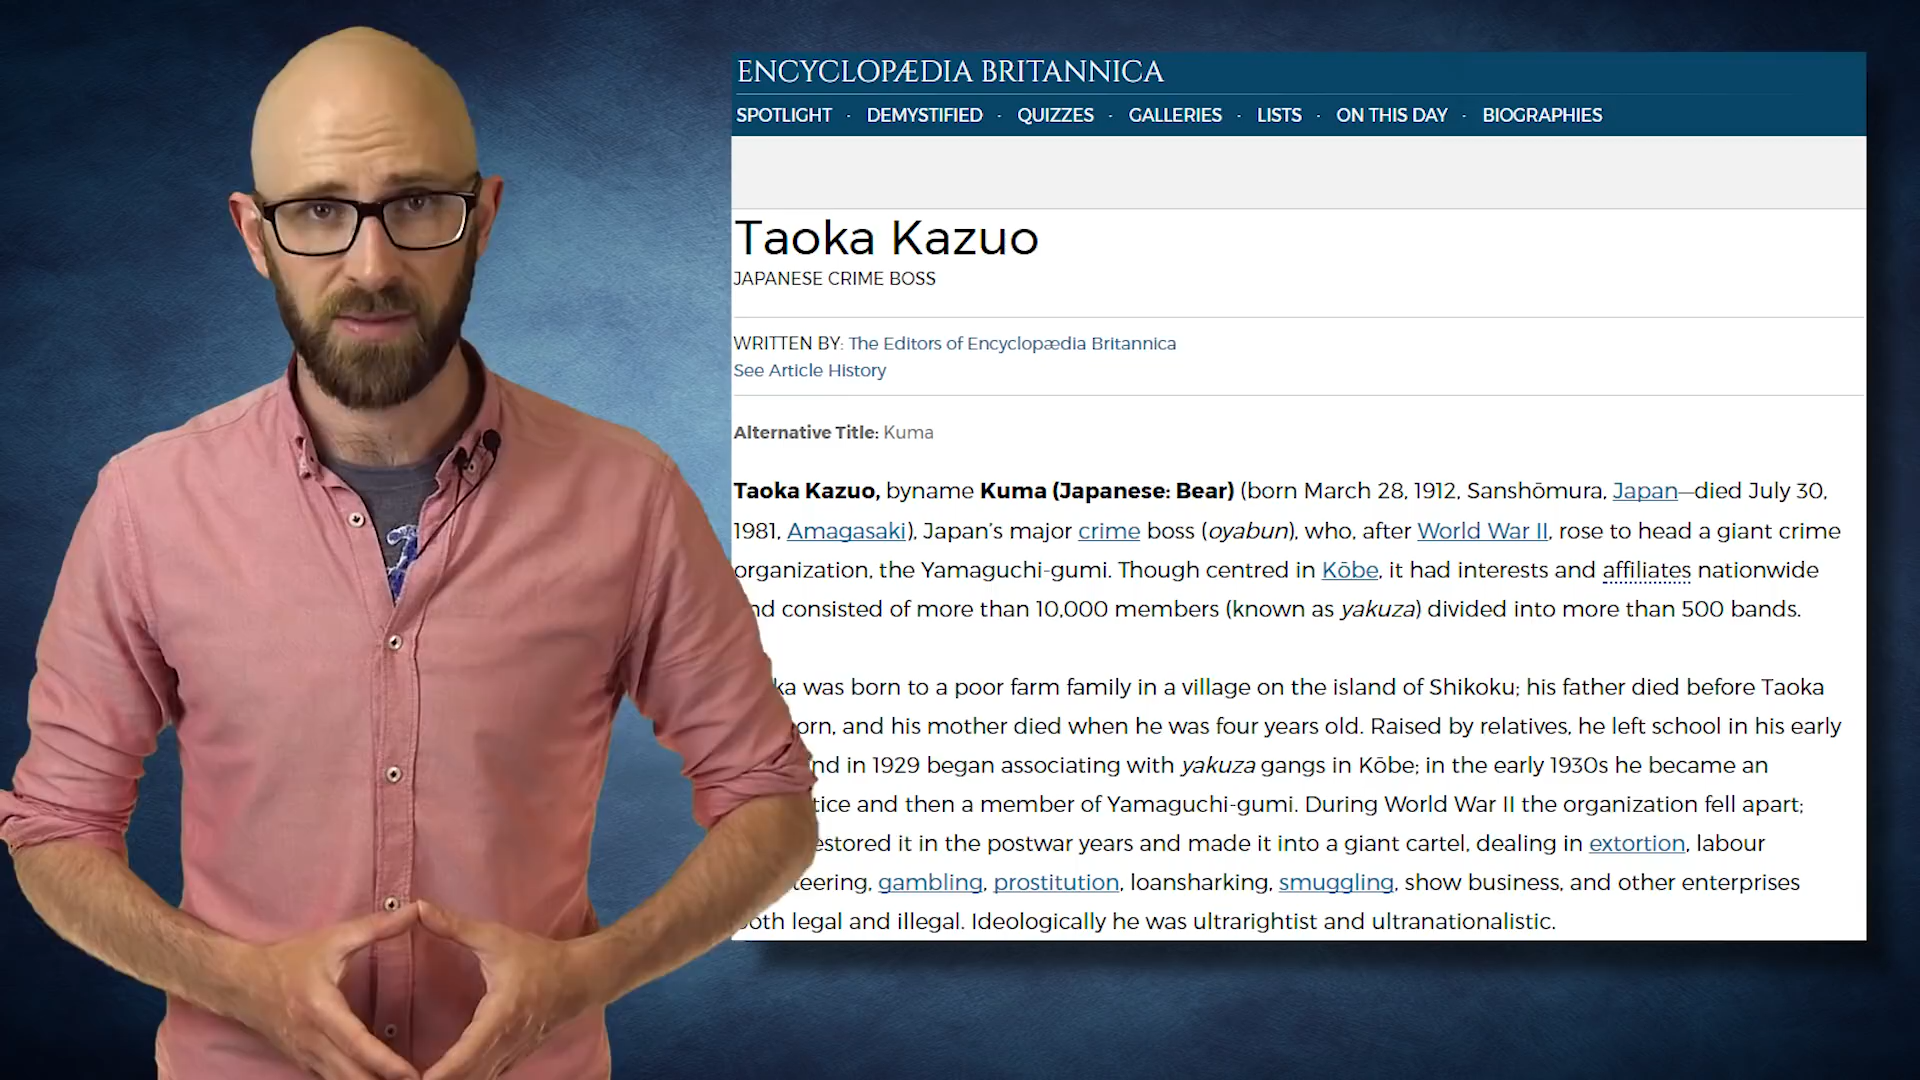 ENCYCLOPÆDIA BRITANNICA
SPOTLIGHT · DEMYSTIFIED · QUIZZES · GALLERIES · LISTS · ON THIS DAY · BIOGRAPHIES
Taoka Kazuo
JAPANESE CRIME BOSS
WRITTEN BY: The Editors of Encyclopædia Britannica
See Article History
Alternative Title: Kuma
Taoka Kazuo, byname Kuma (Japanese: Bear) (born March 28, 1912, Sanshōmura, Japan—died July 30,
1981, Amagasaki), Japan's major crime boss (oyabun), who, after World War II, rose to head a giant crime
organization, the Yamaguchi-gumi. Though centred in Kōbe, it had interests and affiliates nationwide
nd consisted of more than 10,000 members (known as yakuza) divided into more than 500 bands.
ka was born to a poor farm family in a village on the island of Shikoku; his father died before Taoka
orn, and his mother died when he was four years old. Raised by relatives, he left school in his early
nd in 1929 began associating with yakuza gangs in Kōbe; in the early 1930s he became an
tice and then a member of Yamaguchi-gumi. During World War II the organization fell apart;
estored it in the postwar years and made it into a giant cartel, dealing in extortion, labour
teering, gambling, prostitution, loansharking, smuggling, show business, and other enterprises
oth legal and illegal. Ideologically he was ultrarightist and ultranationalistic.